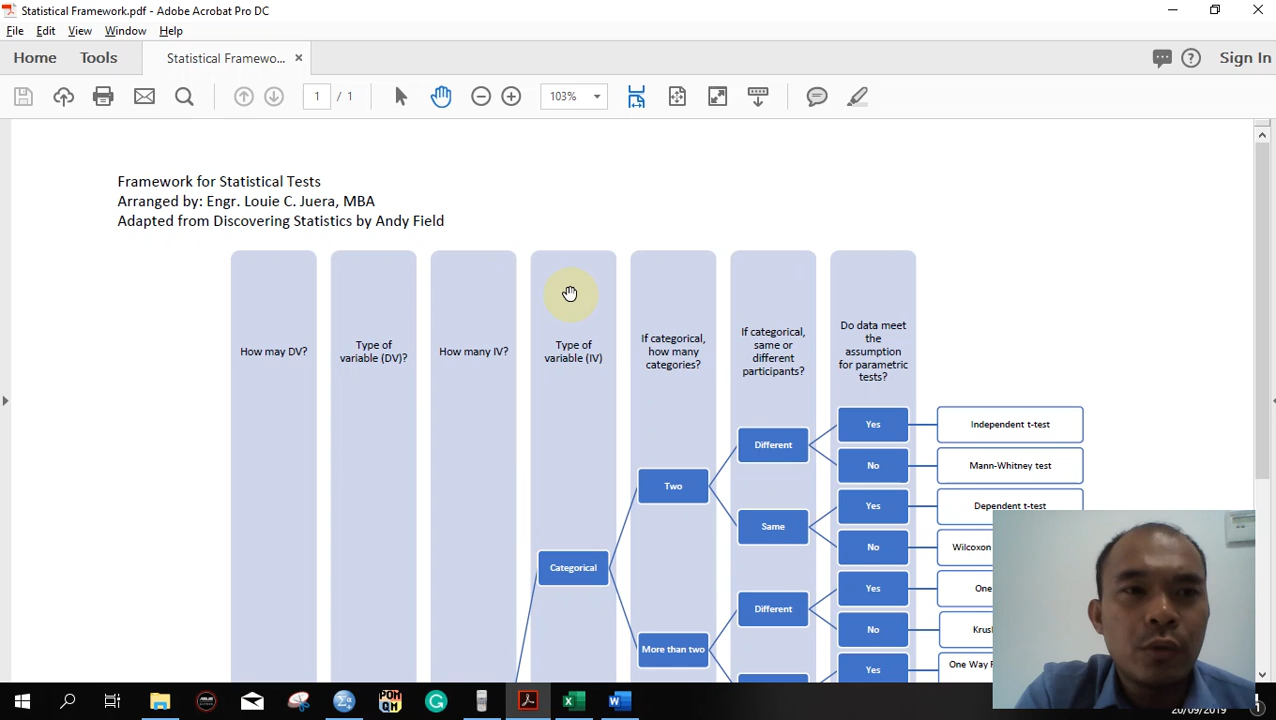 Statistical Framework.pdf - Adobe Acrobat Pro DC
File Edit View Window Help
Home Tools Statistical Framewo... × Sign In
1 / 1 103%
Framework for Statistical Tests
Arranged by: Engr. Louie C. Juera, MBA
Adapted from Discovering Statistics by Andy Field
How may DV?
Type of
variable (DV)?
How many IV?
Type of
variable (IV)
If categorical,
how many
categories?
If categorical,
same or
different
participants?
Do data meet
the
assumption
for parametric
tests?
Yes
Independent t-test
Different
No
Mann-Whitney test
Two
Yes
Dependent t-test
Same
No
Wilcoxon
Categorical
Yes
One
Different
No
Krus
More than two
Yes
One Way
POM
QM
20/09/2019